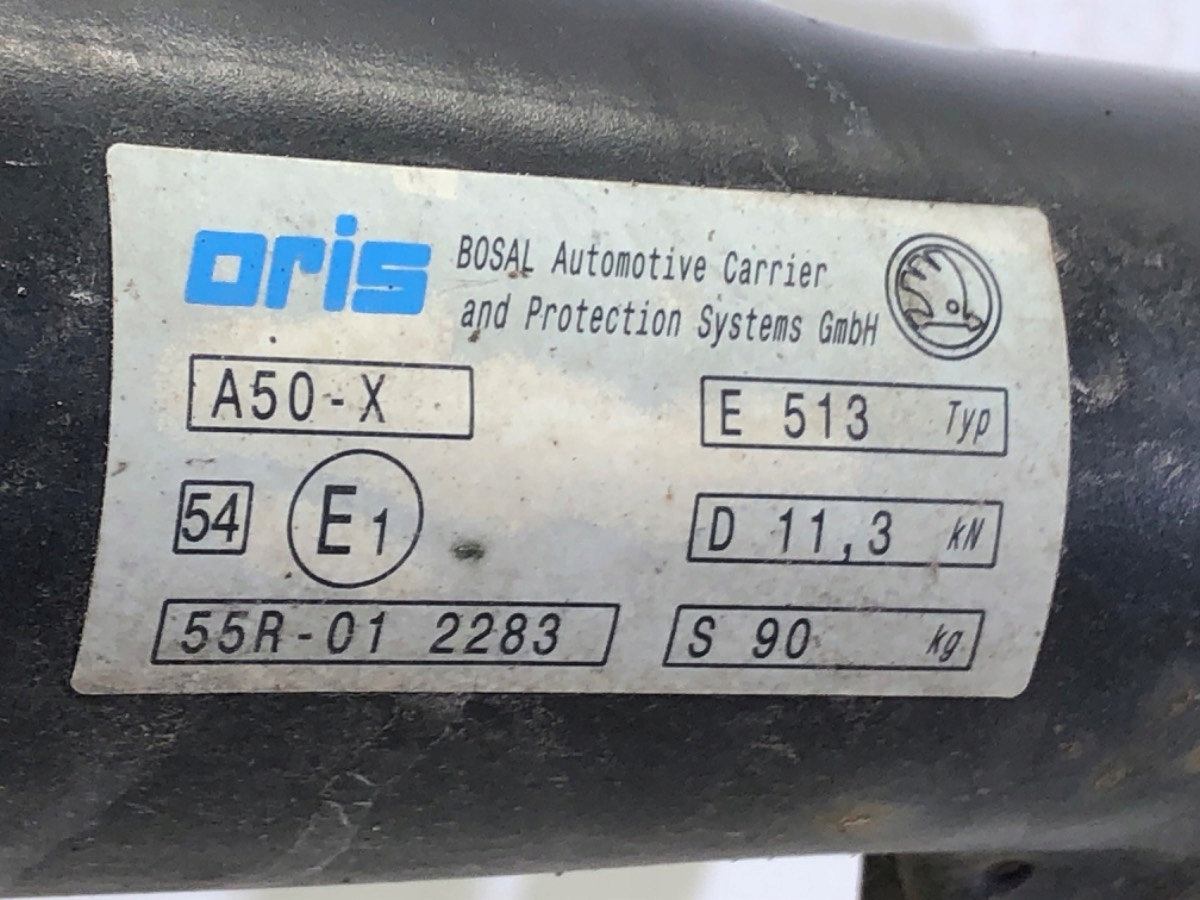 oris
BOSAL Automotive Carrier
and Protection Systems GmbH
A50-X
E 513 Typ
54 E1
D 11,3 kN
55R-01 2283
S 90 kg